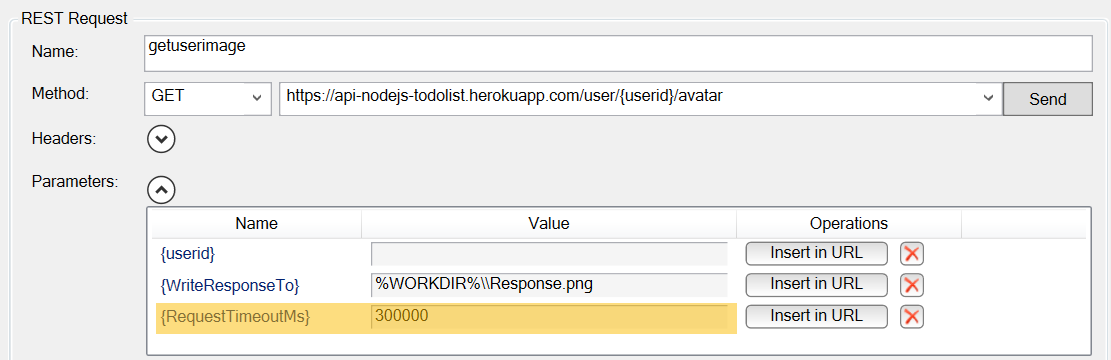 REST Request
Name: getuserimage
Method: GET https://api-nodejs-todolist.herokuapp.com/user/{userid}/avatar Send
Headers:
Parameters:
Name Value Operations
{userid} Insert in URL
{WriteResponseTo} %WORKDIR%\\Response.png Insert in URL
{RequestTimeoutMs} 300000 Insert in URL